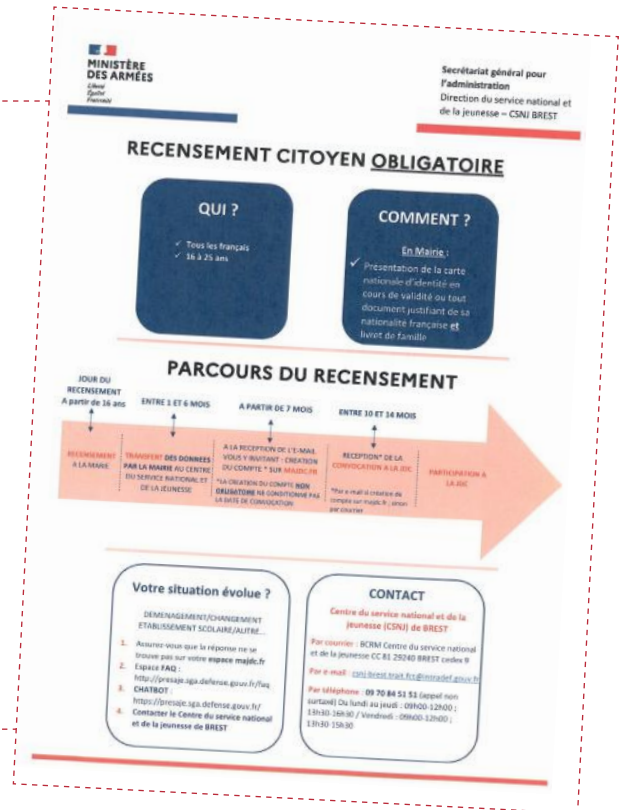 MINISTÈRE
DES ARMÉES
Liberté
Égalité
Fraternité
Secrétariat général pour
l'administration
Direction du service national et
de la jeunesse – CSNJ BREST
RECENSEMENT CITOYEN OBLIGATOIRE
QUI ?
✓ Tous les français
✓ 16 à 25 ans
COMMENT ?
En Mairie :
✓ Présentation de la carte
nationale d'identité en
cours de validité ou tout
document justifiant de sa
nationalité française et
livret de famille
PARCOURS DU RECENSEMENT
JOUR DU
RECENSEMENT
A partir de 16 ans
ENTRE 1 ET 6 MOIS
A PARTIR DE 7 MOIS
ENTRE 10 ET 14 MOIS
RECENSEMENT
A LA MARIE
TRANSFERT DES DONNEES
PAR LA MAIRIE AU CENTRE
DU SERVICE NATIONAL ET
DE LA JEUNESSE
A LA RECEPTION DE L'E-MAIL
VOUS Y INVITANT : CREATION
DU COMPTE * SUR MAJDC.FR
*LA CREATION DU COMPTE NON
OBLIGATOIRE NE CONDITIONNE PAS
LA DATE DE CONVOCATION
RECEPTION* DE LA
CONVOCATION A LA JDC
*Par e-mail si création de
compte sur majdc.fr ; sinon
par courrier
PARTICIPATION A
LA JDC
Votre situation évolue ?
DEMENAGEMENT/CHANGEMENT
ETABLISSEMENT SCOLAIRE/AUTRE...
1. Assurez-vous que la réponse ne se
trouve pas sur votre espace majdc.fr
2. Espace FAQ :
http://presaje.sga.defense.gouv.fr/faq
3. CHATBOT :
https://presaje.sga.defense.gouv.fr/
4. Contacter le Centre du service national
et de la jeunesse de BREST
CONTACT
Centre du service national et de la
jeunesse (CSNJ) de BREST
Par courrier : BCRM Centre du service national
et de la jeunesse CC 81 29240 BREST cedex 9
Par e-mail : csnj-brest.trait.fct@intradef.gouv.fr
Par téléphone : 09 70 84 51 51 (appel non
surtaxé) Du lundi au jeudi : 09h00-12h00 ;
13h30-16h30 / Vendredi : 09h00-12h00 ;
13h30-15h30